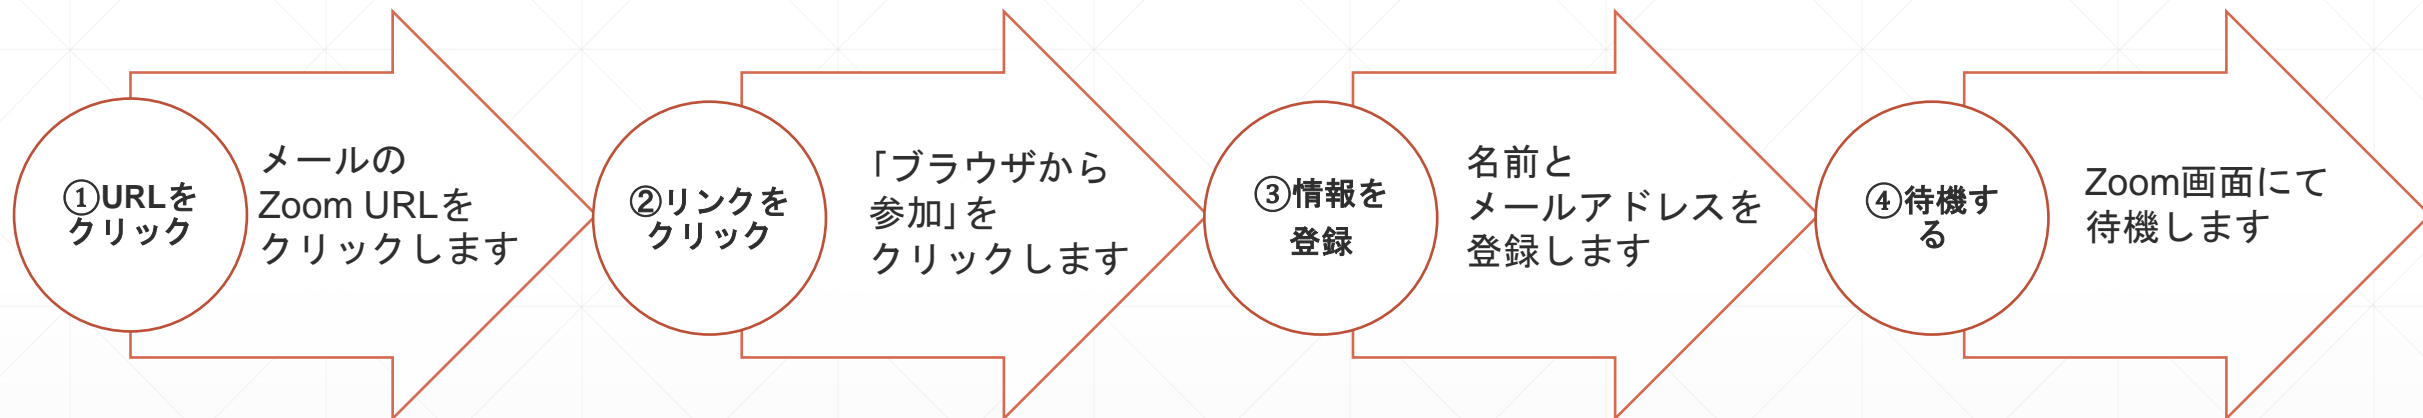 ①URLを
クリック
メールの
Zoom URLを
クリックします
②リンクを
クリック
「ブラウザから
参加」を
クリックします
③情報を
登録
名前と
メールアドレスを
登録します
④待機す
る
Zoom画面にて
待機します